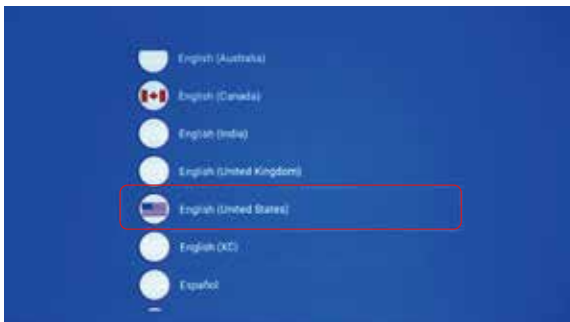 English (Australia)
English (Canada)
English (India)
English (United Kingdom)
English (United States)
English (XC)
Español